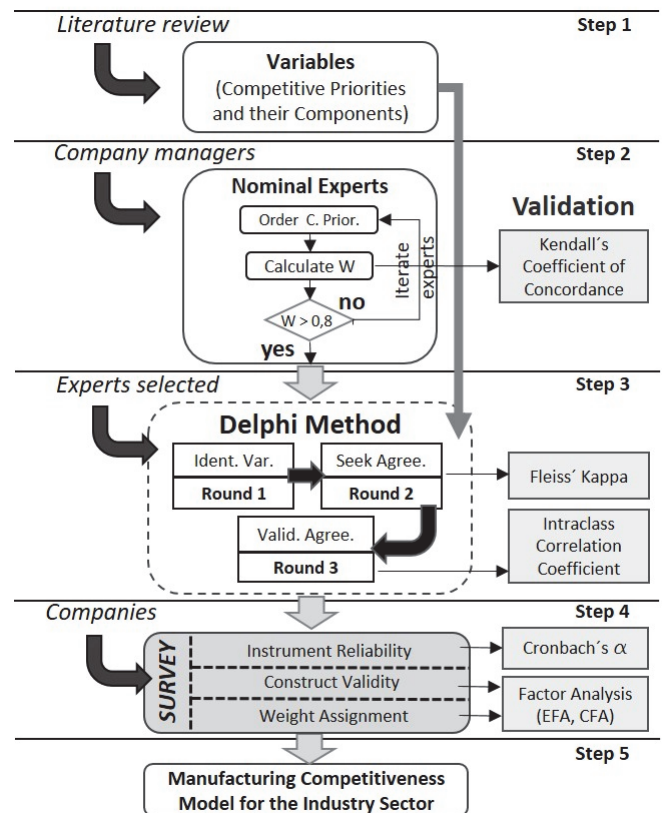 Literature review
Step 1
Variables
(Competitive Priorities
and their Components)
Company managers
Step 2
Nominal Experts
Order C. Prior.
Calculate W
W > 0,8
no
yes
Iterate
experts
Validation
Kendall´s
Coefficient of
Concordance
Experts selected
Step 3
Delphi Method
Ident. Var.
Round 1
Seek Agree.
Round 2
Fleiss´ Kappa
Valid. Agree.
Round 3
Intraclass
Correlation
Coefficient
Companies
Step 4
SURVEY
Instrument Reliability
Construct Validity
Weight Assignment
Cronbach´s α
Factor Analysis
(EFA, CFA)
Step 5
Manufacturing Competitiveness
Model for the Industry Sector